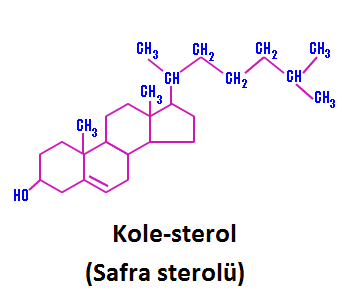 CH₃ CH₂ CH₂ CH₃
CH CH₂ CH
CH₃ CH₃
CH₃
HO
Kole-sterol
(Safra sterolü)